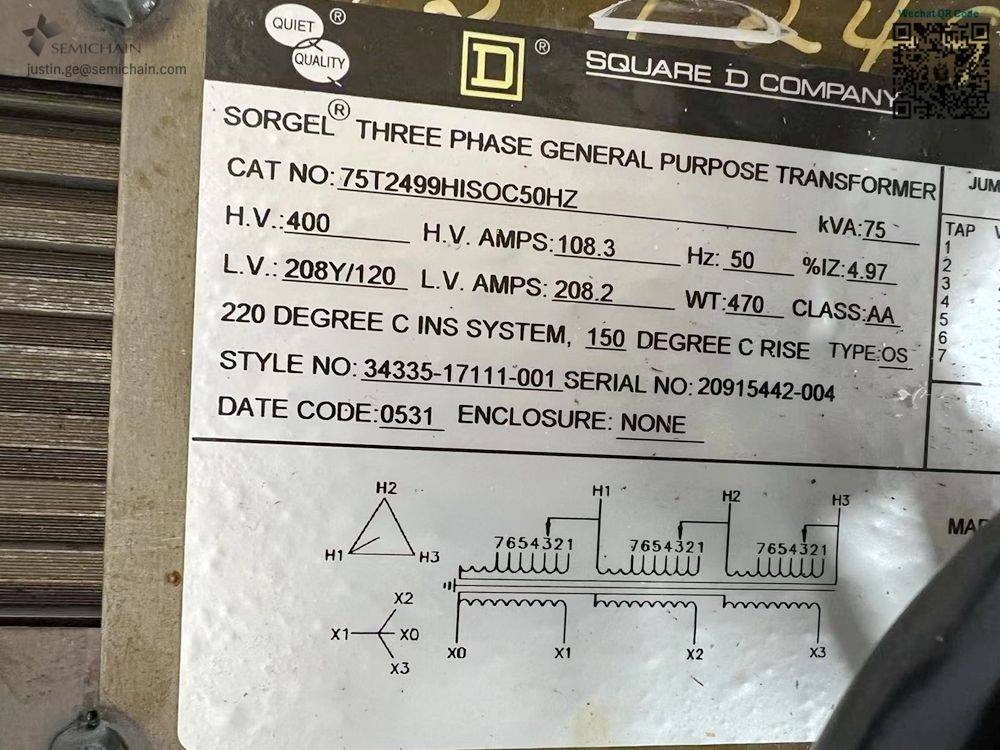 SEMICHAIN
justin.ge@semichain.com
Wechat QR Code
QUIET ®
QUALITY
D ®
SQUARE D COMPANY
SORGEL® THREE PHASE GENERAL PURPOSE TRANSFORMER
CAT NO: 75T2499HISOC50HZ
kVA: 75
H.V.: 400 H.V. AMPS: 108.3 Hz: 50 %IZ: 4.97
L.V.: 208Y/120 L.V. AMPS: 208.2 WT: 470 CLASS: AA
220 DEGREE C INS SYSTEM, 150 DEGREE C RISE TYPE: OS
STYLE NO: 34335-17111-001 SERIAL NO: 20915442-004
DATE CODE: 0531 ENCLOSURE: NONE
TAP
1
2
3
4
5
6
7
H2
H1 H3
X2
X1 X0
X3
H1 H2 H3
7654321 7654321 7654321
X0 X1 X2 X3